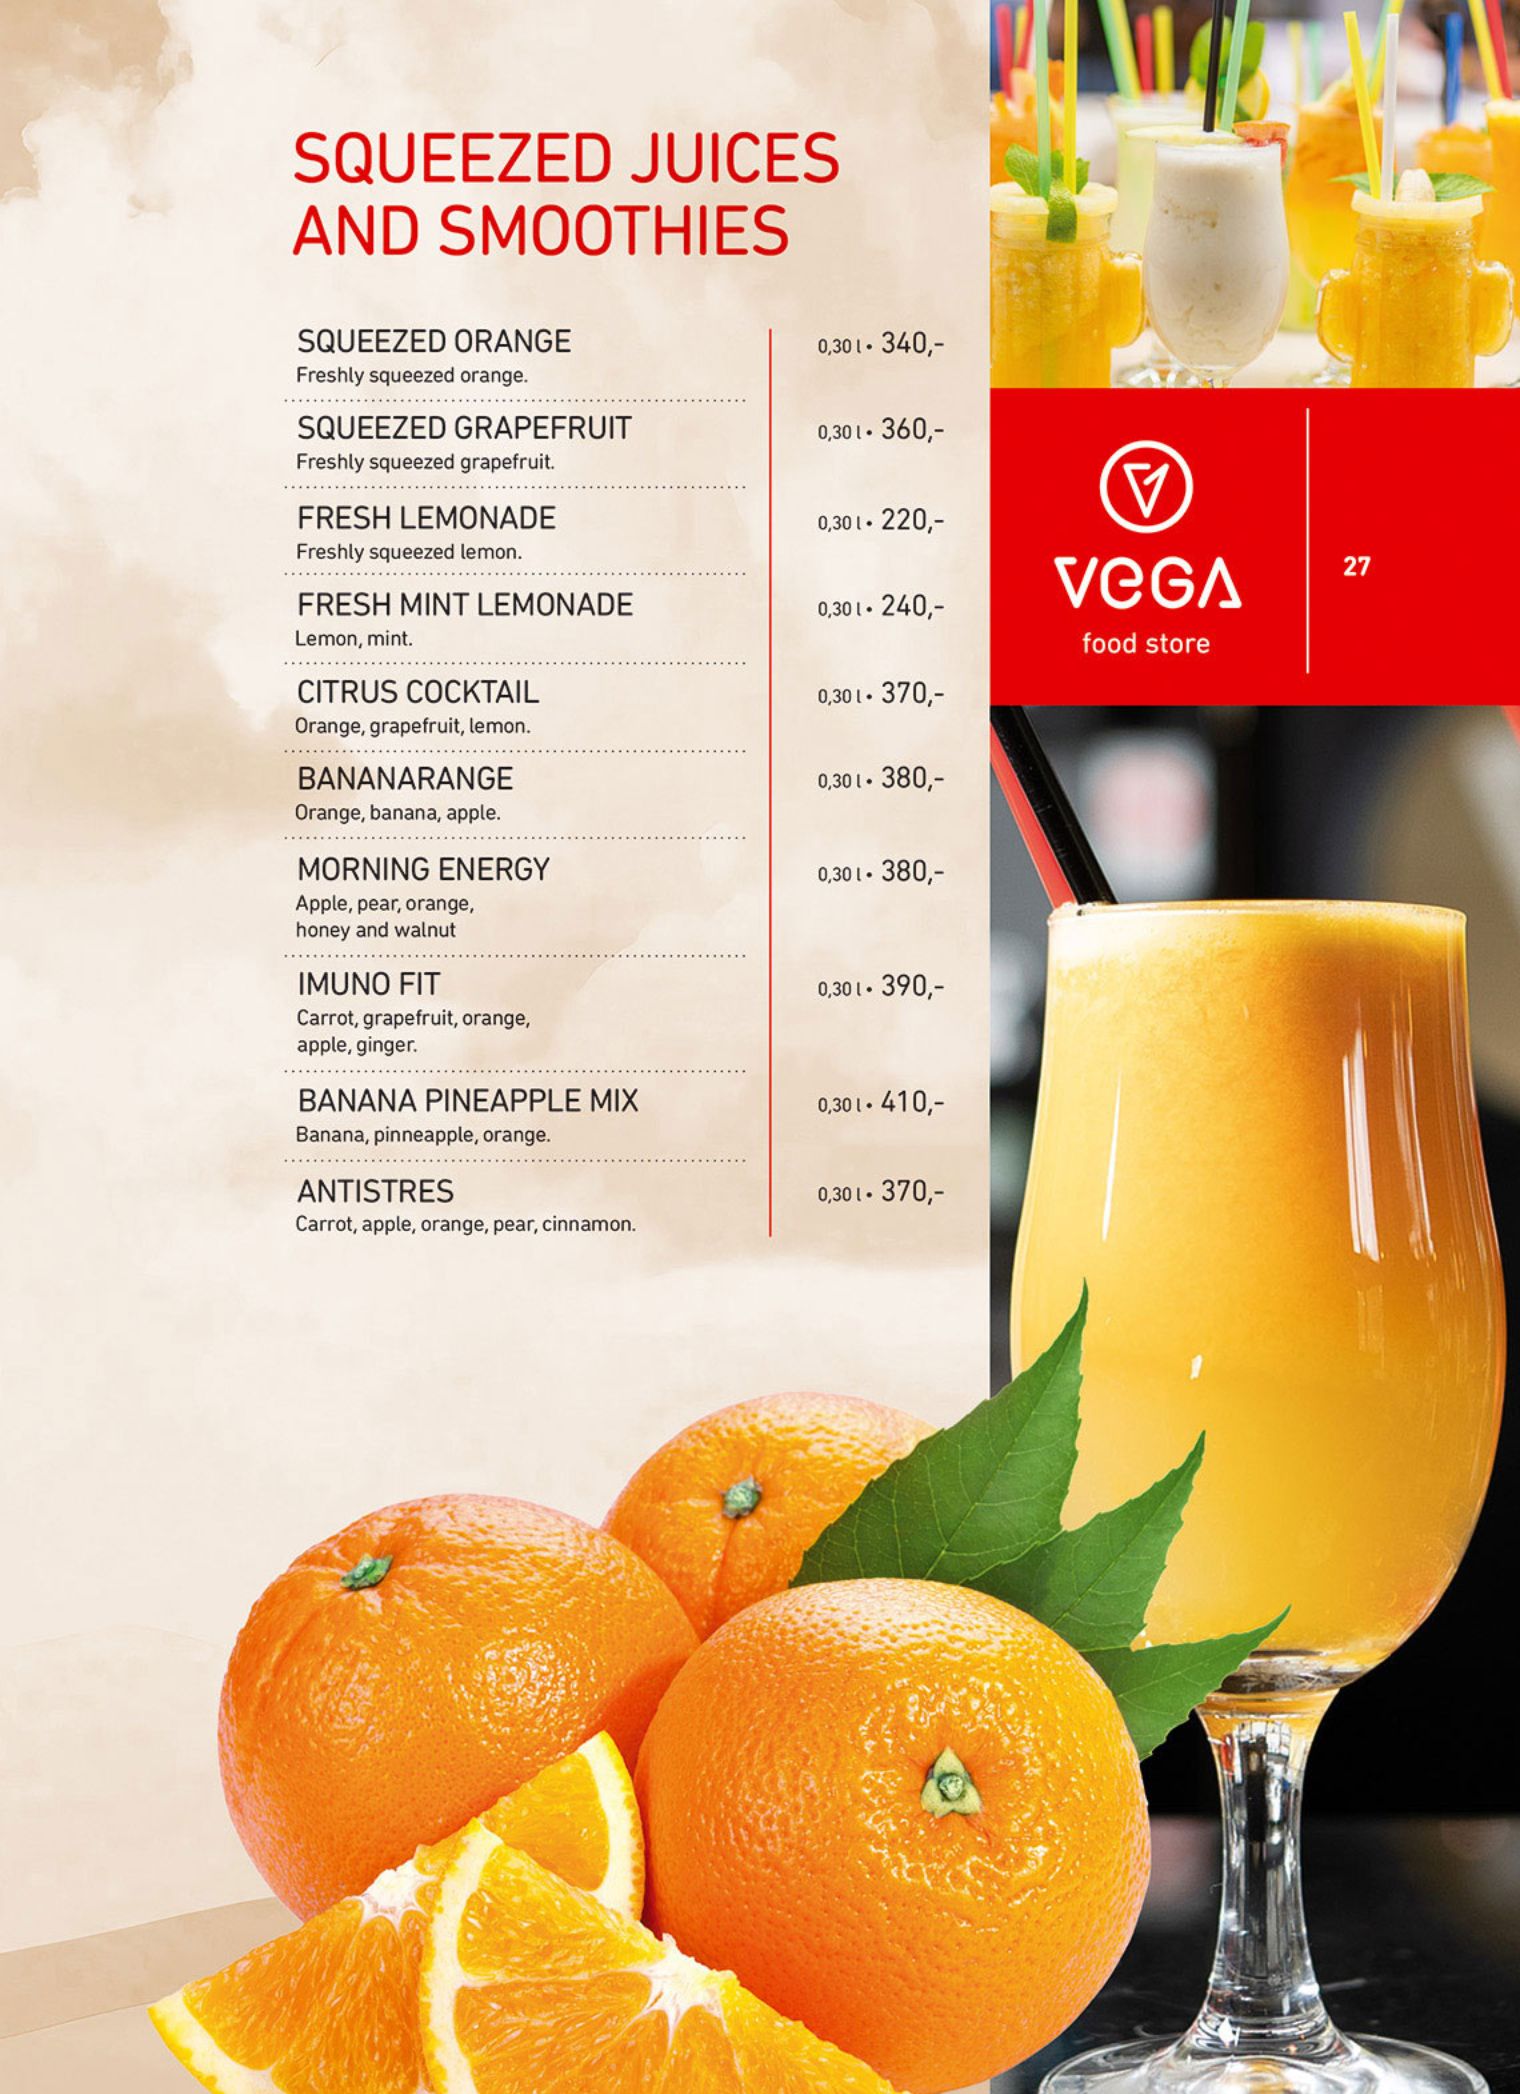 SQUEEZED JUICES
AND SMOOTHIES
SQUEEZED ORANGE
0,30 l • 340,-
Freshly squeezed orange.
SQUEEZED GRAPEFRUIT
0,30 l • 360,-
Freshly squeezed grapefruit.
FRESH LEMONADE
0,30 l • 220,-
Freshly squeezed lemon.
FRESH MINT LEMONADE
0,30 l • 240,-
Lemon, mint.
CITRUS COCKTAIL
0,30 l • 370,-
Orange, grapefruit, lemon.
BANANARANGE
0,30 l • 380,-
Orange, banana, apple.
MORNING ENERGY
0,30 l • 380,-
Apple, pear, orange,
honey and walnut
IMUNO FIT
0,30 l • 390,-
Carrot, grapefruit, orange,
apple, ginger.
BANANA PINEAPPLE MIX
0,30 l • 410,-
Banana, pinneapple, orange.
ANTISTRES
0,30 l • 370,-
Carrot, apple, orange, pear, cinnamon.
VeGA
food store
27